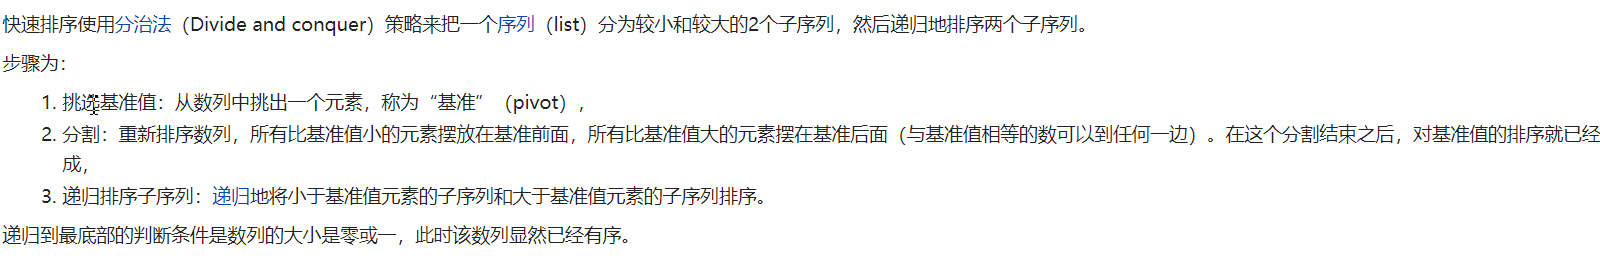 快速排序使用分治法（Divide and conquer）策略来把一个序列（list）分为较小和较大的2个子序列，然后递归地排序两个子序列。
步骤为：
1. 挑选基准值：从数列中挑出一个元素，称为“基准”（pivot），
2. 分割：重新排序数列，所有比基准值小的元素摆放在基准前面，所有比基准值大的元素摆在基准后面（与基准值相等的数可以到任何一边）。在这个分割结束之后，对基准值的排序就已经
成，
3. 递归排序子序列：递归地将小于基准值元素的子序列和大于基准值元素的子序列排序。
递归到最底部的判断条件是数列的大小是零或一，此时该数列显然已经有序。